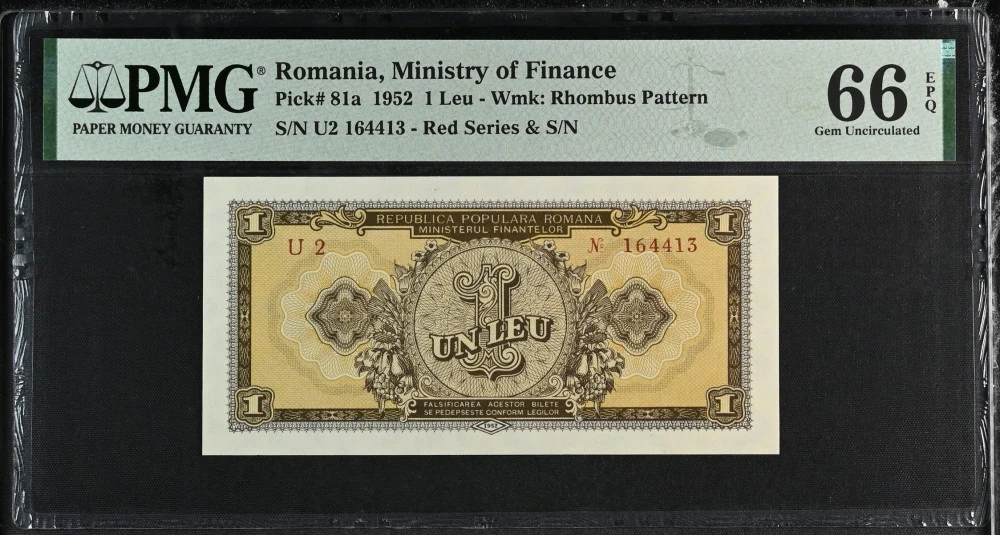 PMG®
PAPER MONEY GUARANTY
Romania, Ministry of Finance
Pick# 81a 1952 1 Leu - Wmk: Rhombus Pattern
S/N U2 164413 - Red Series & S/N
66
EPQ
Gem Uncirculated
1
1
REPUBLICA POPULARA ROMANA
MINISTERUL FINANTELOR
U 2
Nº 164413
1
UN LEU
1
1
FALSIFICAREA ACESTOR BILETE
SE PEDEPSESTE CONFORM LEGILOR
1952